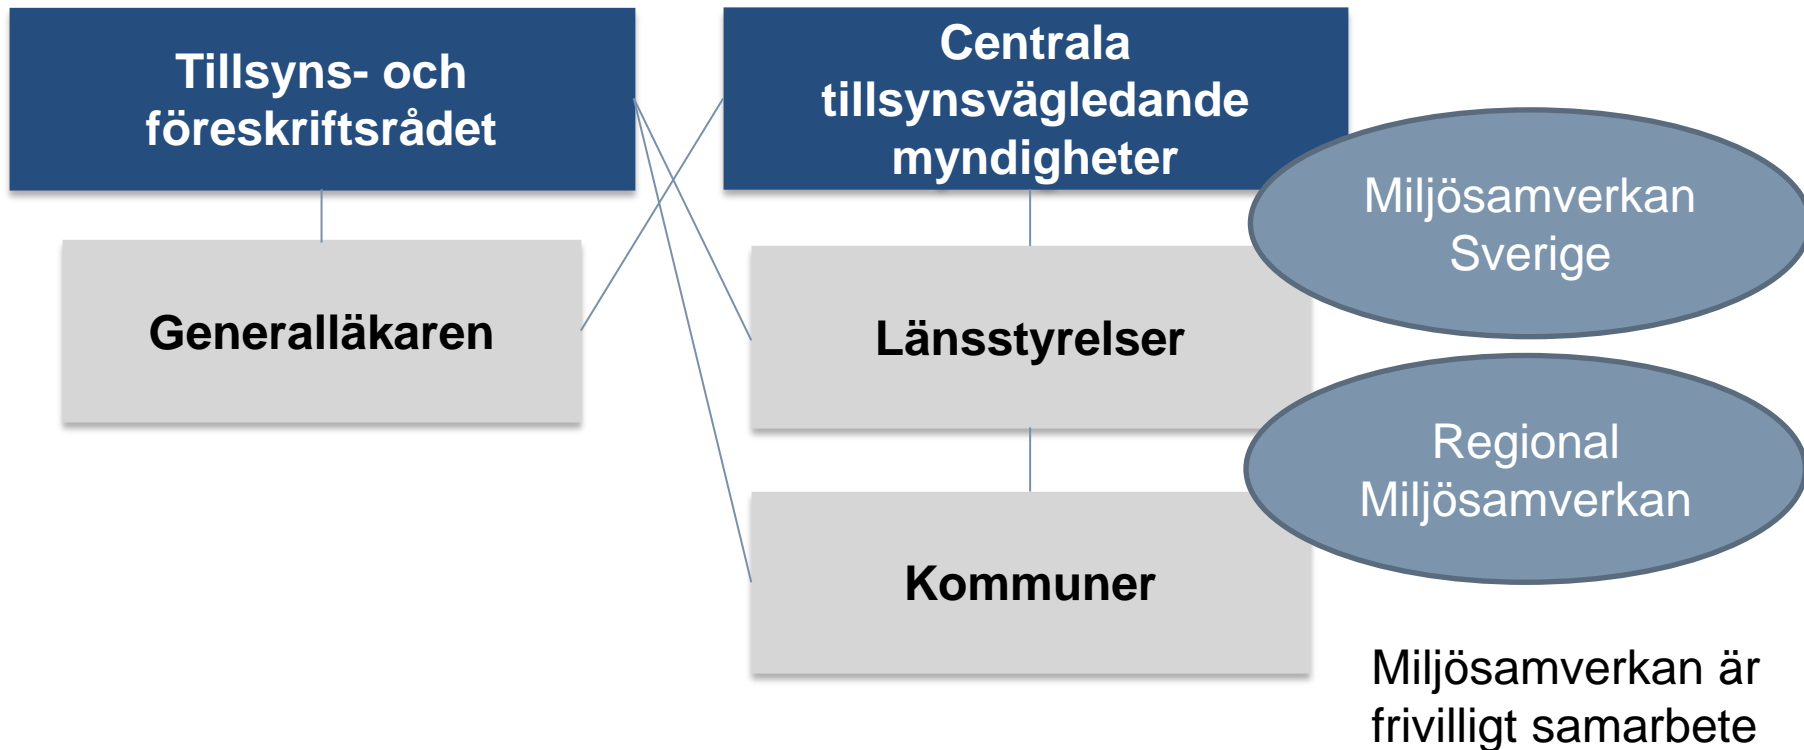 Tillsyns- och
föreskriftsrådet
Centrala
tillsynsvägledande
myndigheter
Miljösamverkan
Sverige
Generalläkaren
Länsstyrelser
Regional
Miljösamverkan
Kommuner
Miljösamverkan är
frivilligt samarbete